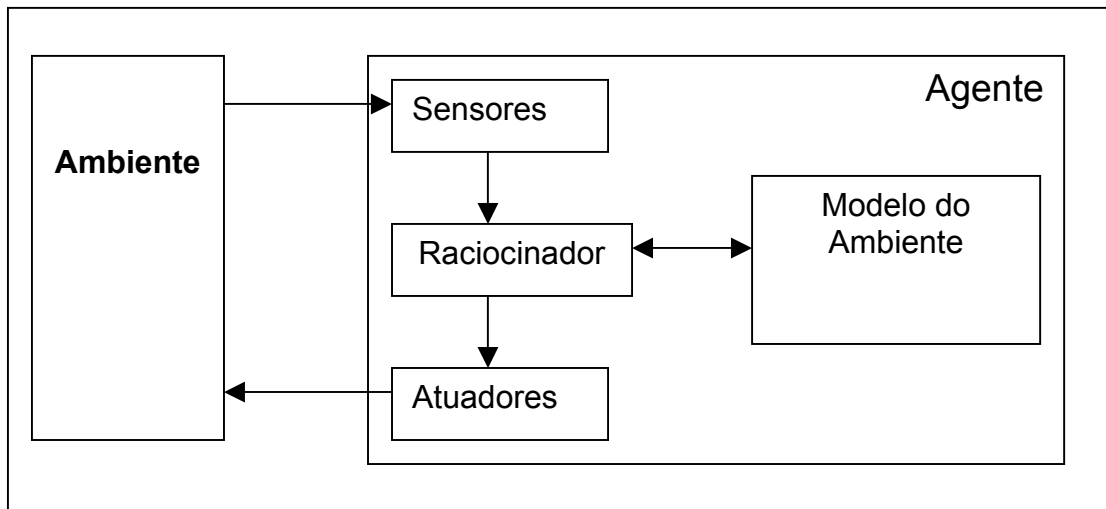 Agente
Sensores
Ambiente
Modelo do
Ambiente
Raciocinador
Atuadores